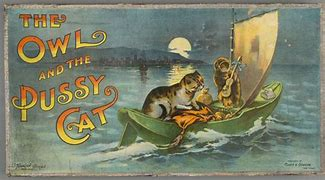 THE
OWL
AND THE
PUSSY
CAT